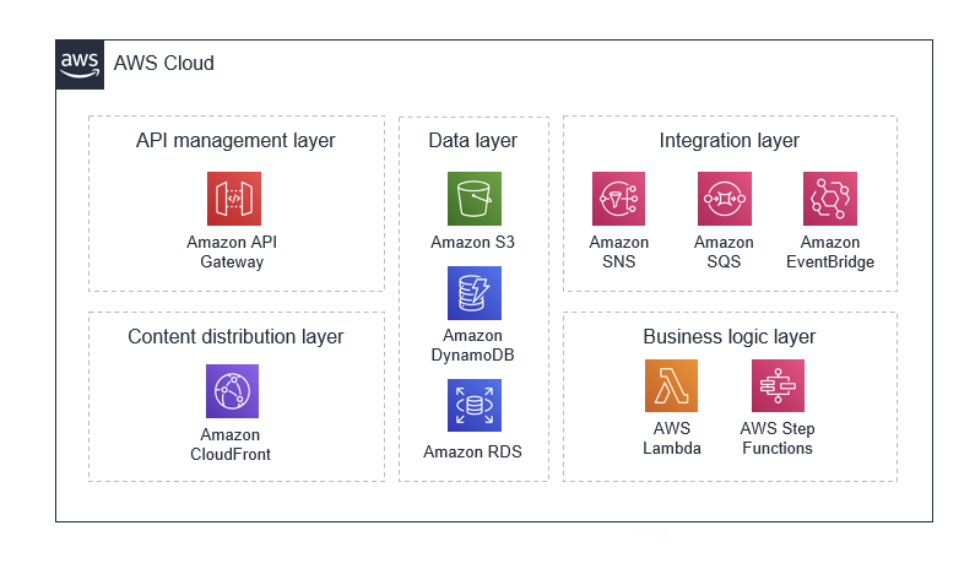 aws
AWS Cloud
API management layer
Amazon API
Gateway
Content distribution layer
Amazon
CloudFront
Data layer
Amazon S3
Amazon
DynamoDB
Amazon RDS
Integration layer
Amazon
SNS
Amazon
SQS
Amazon
EventBridge
Business logic layer
AWS
Lambda
AWS Step
Functions